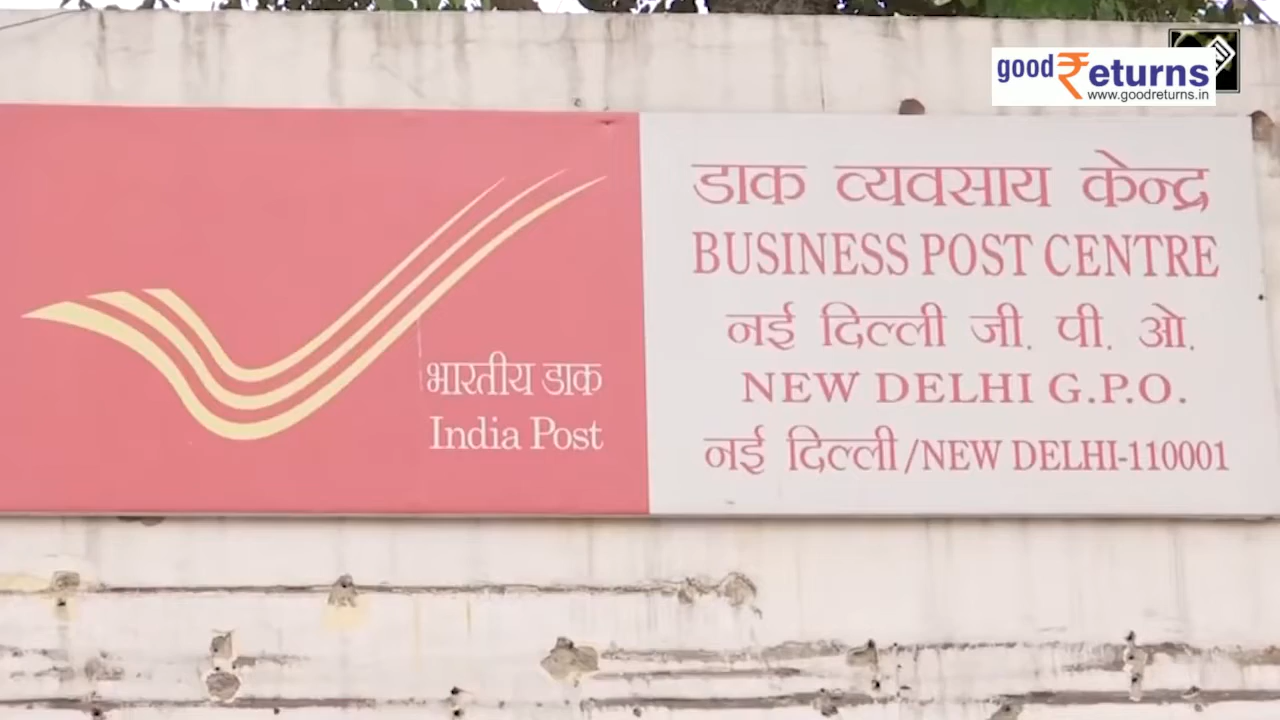 good ₹eturns
www.goodreturns.in
भारतीय डाक
India Post
डाक व्यवसाय केन्द्र
BUSINESS POST CENTRE
नई दिल्ली जी. पी. ओ.
NEW DELHI G.P.O.
नई दिल्ली/NEW DELHI-110001